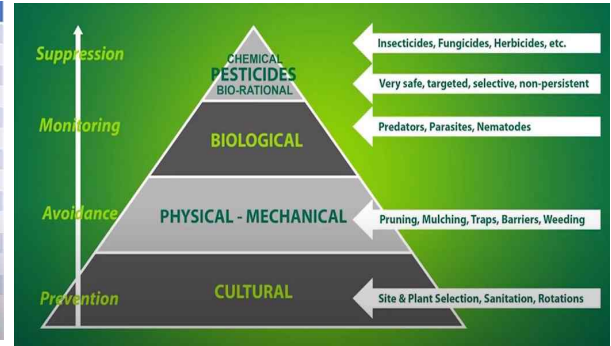 Suppression
CHEMICAL
PESTICIDES
BIO-RATIONAL
Insecticides, Fungicides, Herbicides, etc.
Very safe, targeted, selective, non-persistent
Monitoring
BIOLOGICAL
Predators, Parasites, Nematodes
Avoidance
PHYSICAL - MECHANICAL
Pruning, Mulching, Traps, Barriers, Weeding
Prevention
CULTURAL
Site & Plant Selection, Sanitation, Rotations